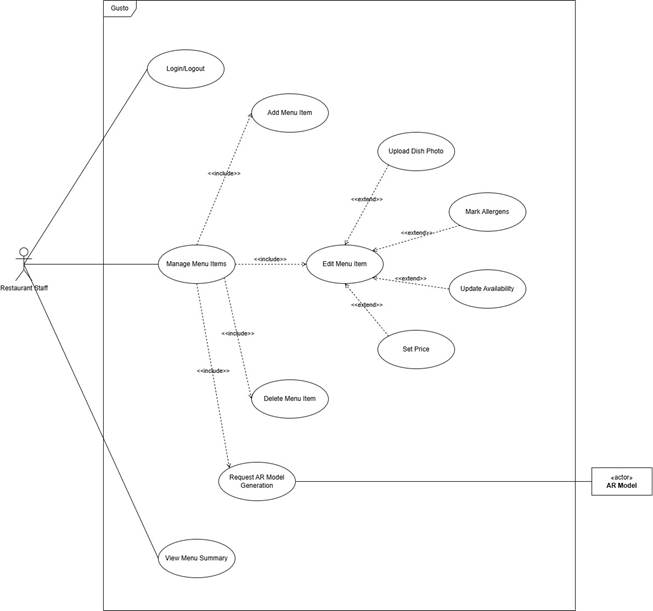 Gusto
Login/Logout
Add Menu Item
Upload Dish Photo
<<include>>
<<extend>>
Mark Allergens
<<extend>>
Restaurant Staff
Manage Menu Items
<<include>>
Edit Menu Item
<<extend>>
Update Availability
<<extend>>
<<include>>
Set Price
<<include>>
Delete Menu Item
Request AR Model
Generation
«actor»
AR Model
View Menu Summary